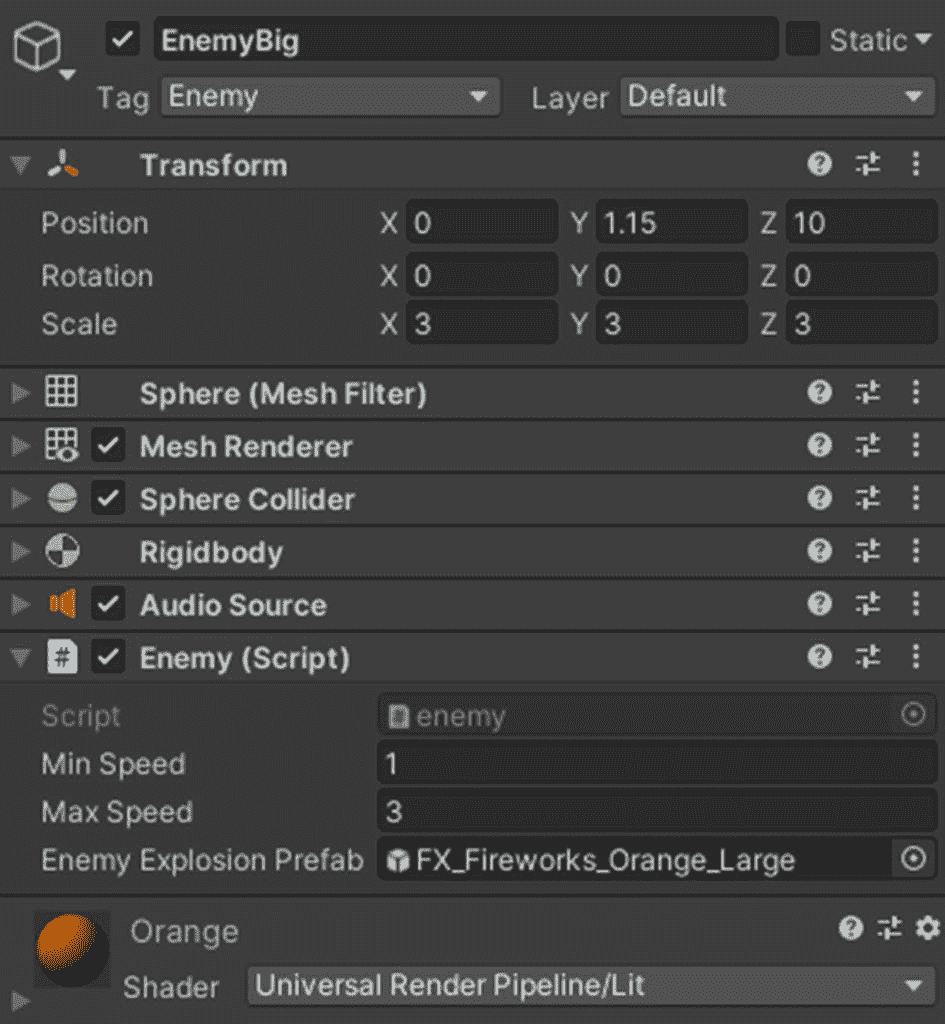 EnemyBig Static
Tag Enemy Layer Default
Transform
Position X 0 Y 1.15 Z 10
Rotation X 0 Y 0 Z 0
Scale X 3 Y 3 Z 3
Sphere (Mesh Filter)
Mesh Renderer
Sphere Collider
Rigidbody
Audio Source
# Enemy (Script)
Script enemy
Min Speed 1
Max Speed 3
Enemy Explosion Prefab FX_Fireworks_Orange_Large
Orange
Shader Universal Render Pipeline/Lit